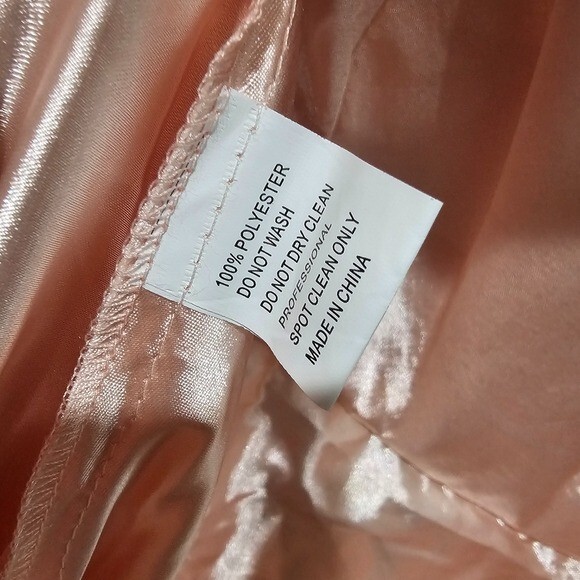 100% POLYESTER
DO NOT WASH
DO NOT DRY CLEAN
PROFESSIONAL
SPOT CLEAN ONLY
MADE IN CHINA